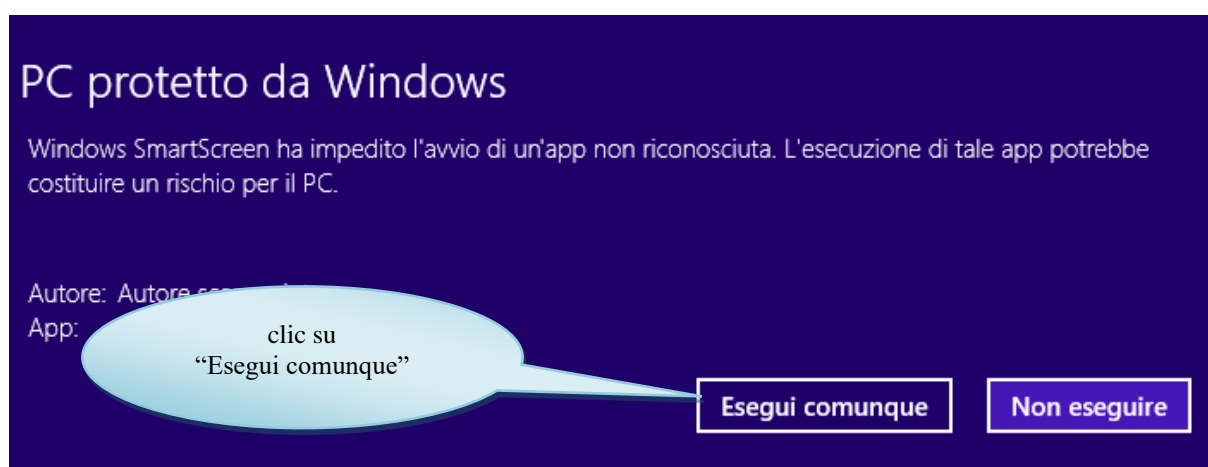 PC protetto da Windows
Windows SmartScreen ha impedito l'avvio di un'app non riconosciuta. L'esecuzione di tale app potrebbe
costituire un rischio per il PC.
Autore: Autore
App:
clic su
“Esegui comunque”
Esegui comunque
Non eseguire